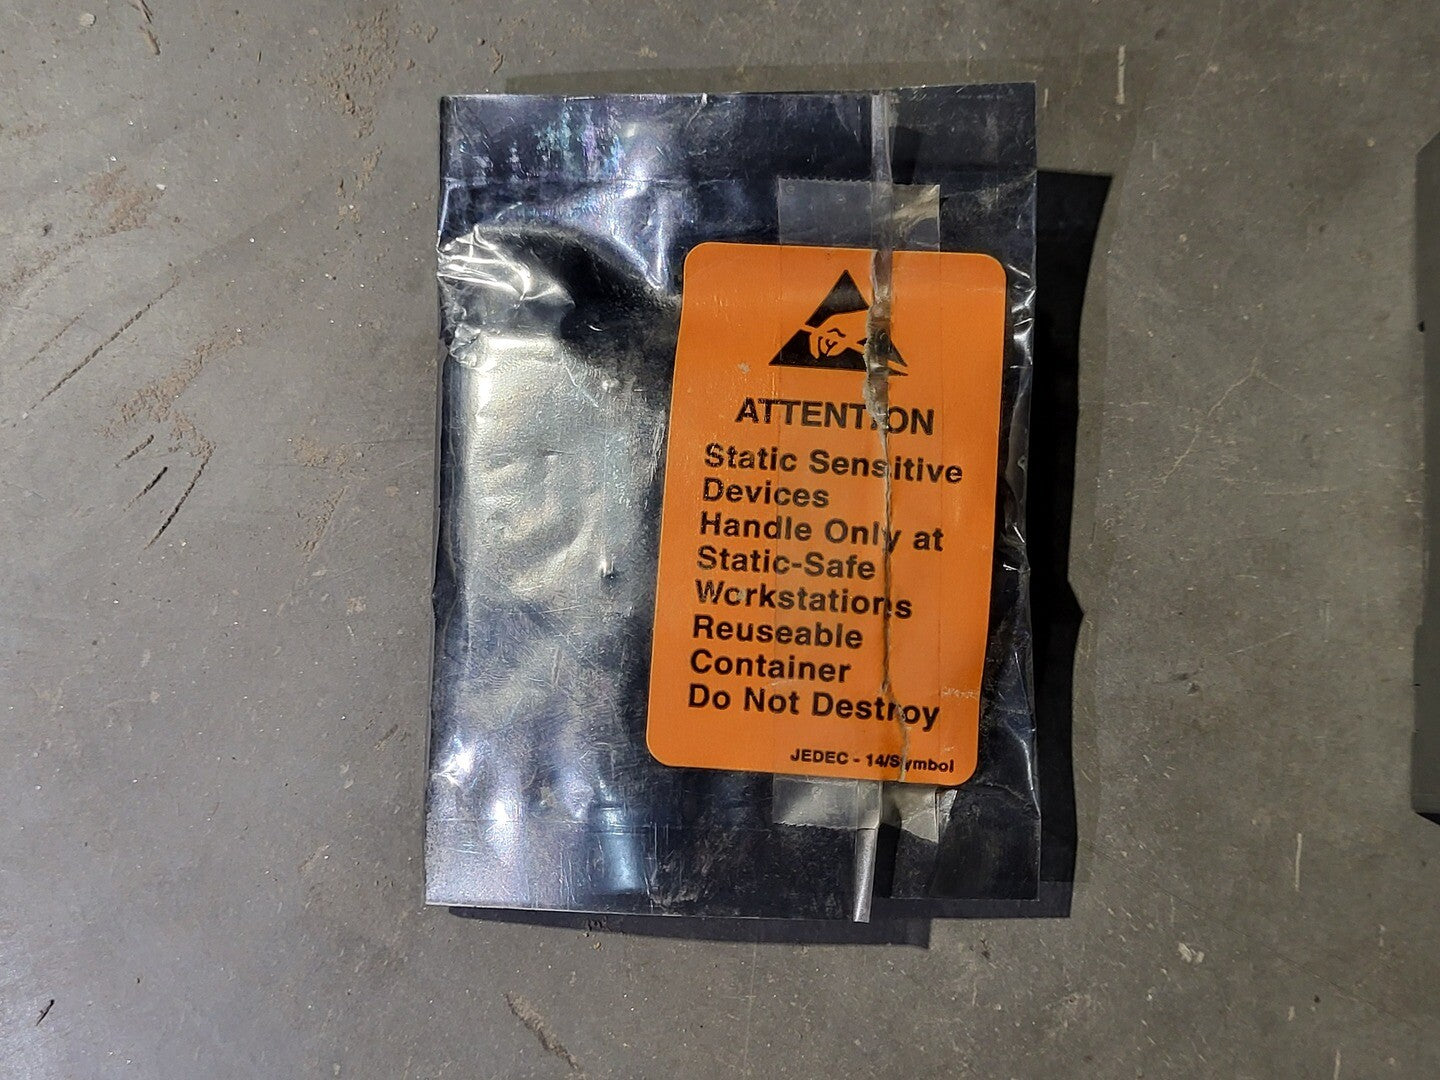 ATTENTION
Static Sensitive
Devices
Handle Only at
Static-Safe
Workstations
Reuseable
Container
Do Not Destroy
JEDEC - 14/Symbol